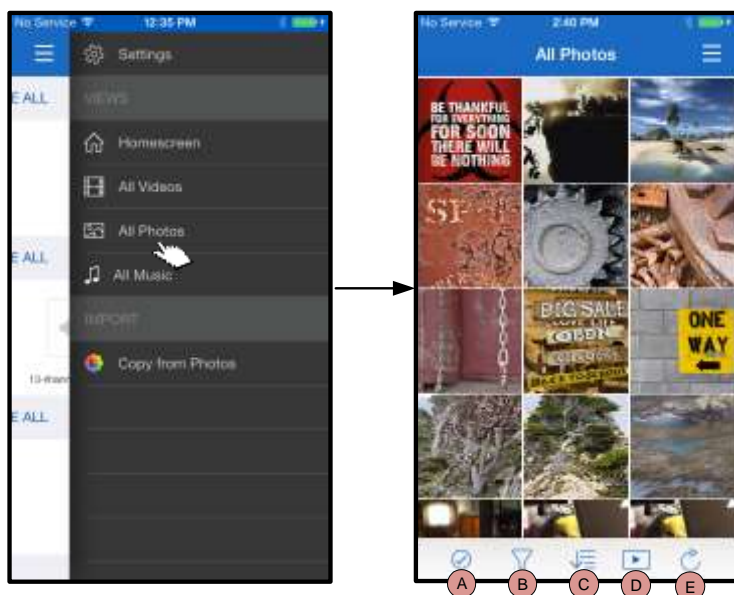 No Service 12:35 PM
Settings
E ALL
VIEWS
Homescreen
All Videos
All Photos
E ALL
All Music
IMPORT
Copy from Photos
E ALL
No Service 2:40 PM
All Photos
BE THANKFUL
FOR EVERYTHING
FOR SOON
THERE WILL
BE NOTHING
BIG SALE
OPEN
ONE
WAY
A B C D E